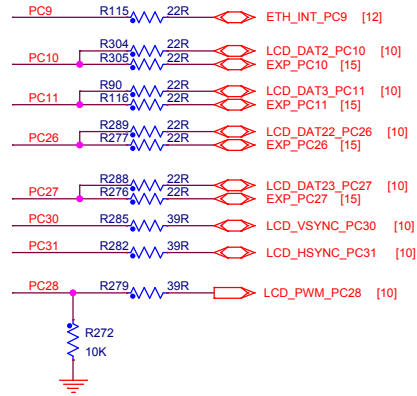 PC9 R115 22R ETH_INT_PC9 [12]
R304 22R LCD_DAT2_PC10 [10]
PC10 R305 22R EXP_PC10 [15]
R90 22R LCD_DAT3_PC11 [10]
PC11 R116 22R EXP_PC11 [15]
R289 22R LCD_DAT22_PC26 [10]
PC26 R277 22R EXP_PC26 [15]
R288 22R LCD_DAT23_PC27 [10]
PC27 R276 22R EXP_PC27 [15]
PC30 R285 39R LCD_VSYNC_PC30 [10]
PC31 R282 39R LCD_HSYNC_PC31 [10]
PC28 R279 39R LCD_PWM_PC28 [10]
R272
10K